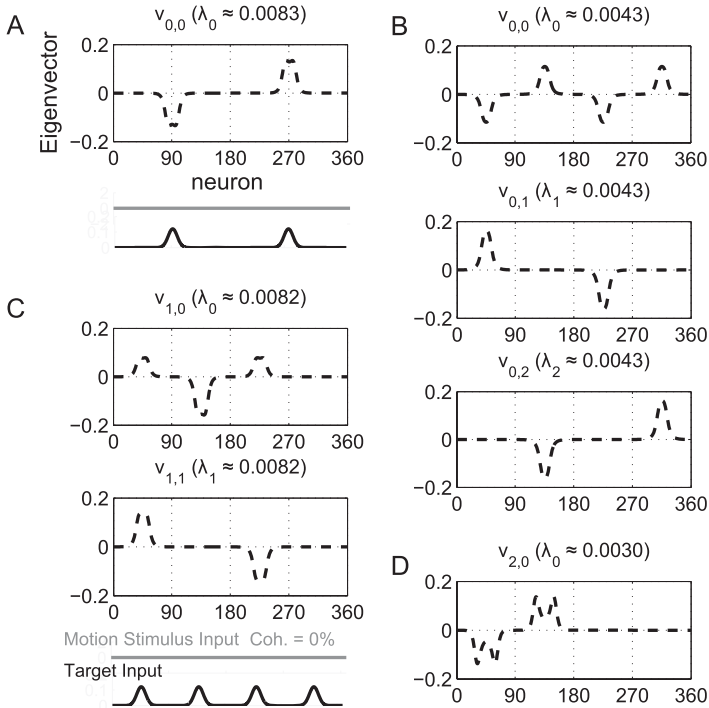 A
v0,0 (λ0 ≈ 0.0083)
Eigenvector
0.2
0
−0.2
0 90 180 270 360
neuron
B
v0,0 (λ0 ≈ 0.0043)
0.2
0
−0.2
0 90 180 270 360
v0,1 (λ1 ≈ 0.0043)
0.2
0
−0.2
0 90 180 270 360
v0,2 (λ2 ≈ 0.0043)
0.2
0
−0.2
0 90 180 270 360
C
v1,0 (λ0 ≈ 0.0082)
0.2
0
−0.2
0 90 180 270 360
v1,1 (λ1 ≈ 0.0082)
0.2
0
−0.2
0 90 180 270 360
Motion Stimulus Input Coh. = 0%
Target Input
D
v2,0 (λ0 ≈ 0.0030)
0.2
0
−0.2
0 90 180 270 360